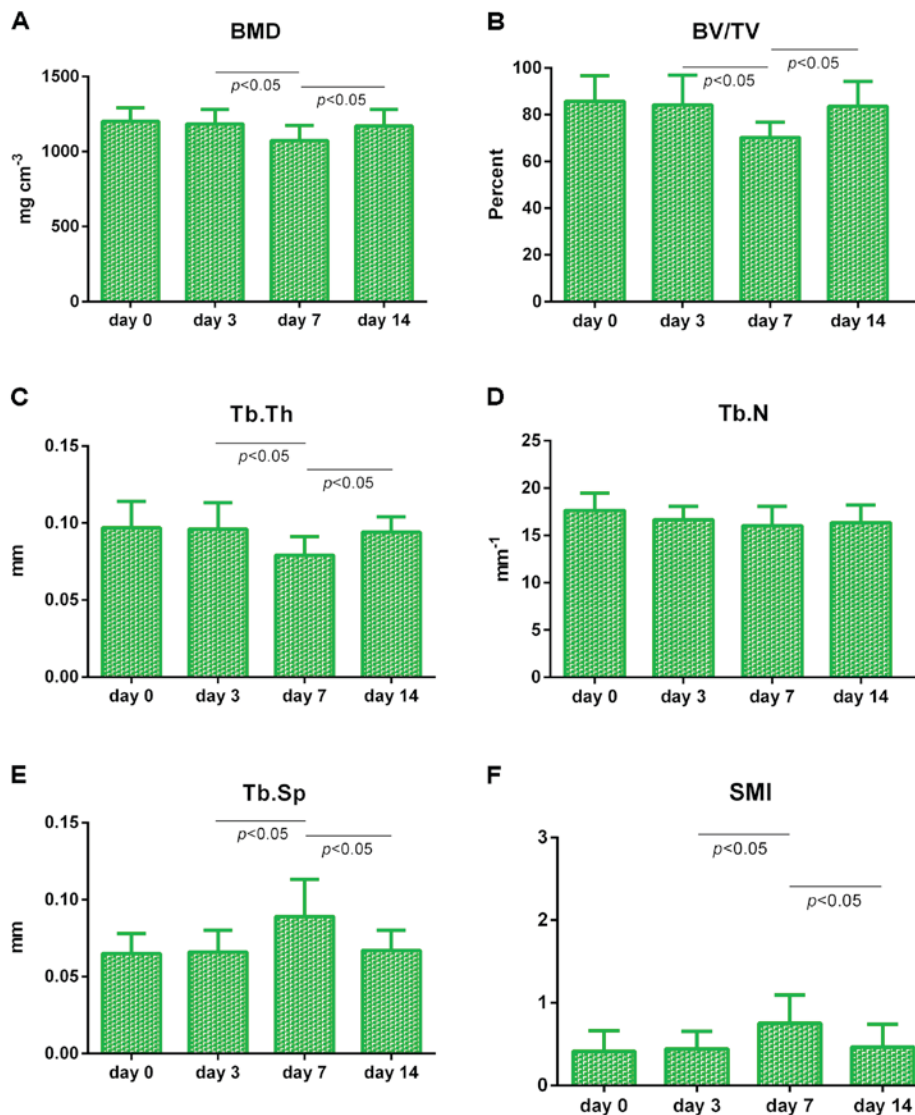 A
BMD
mg cm⁻³
1500
1000
500
0
p<0.05
p<0.05
day 0 day 3 day 7 day 14
B
BV/TV
Percent
100
80
60
40
20
0
p<0.05
p<0.05
day 0 day 3 day 7 day 14
C
Tb.Th
mm
0.15
0.10
0.05
0.00
p<0.05
p<0.05
day 0 day 3 day 7 day 14
D
Tb.N
mm⁻¹
25
20
15
10
5
0
day 0 day 3 day 7 day 14
E
Tb.Sp
mm
0.15
0.10
0.05
0.00
p<0.05
p<0.05
day 0 day 3 day 7 day 14
F
SMI
3
2
1
0
p<0.05
p<0.05
day 0 day 3 day 7 day 14